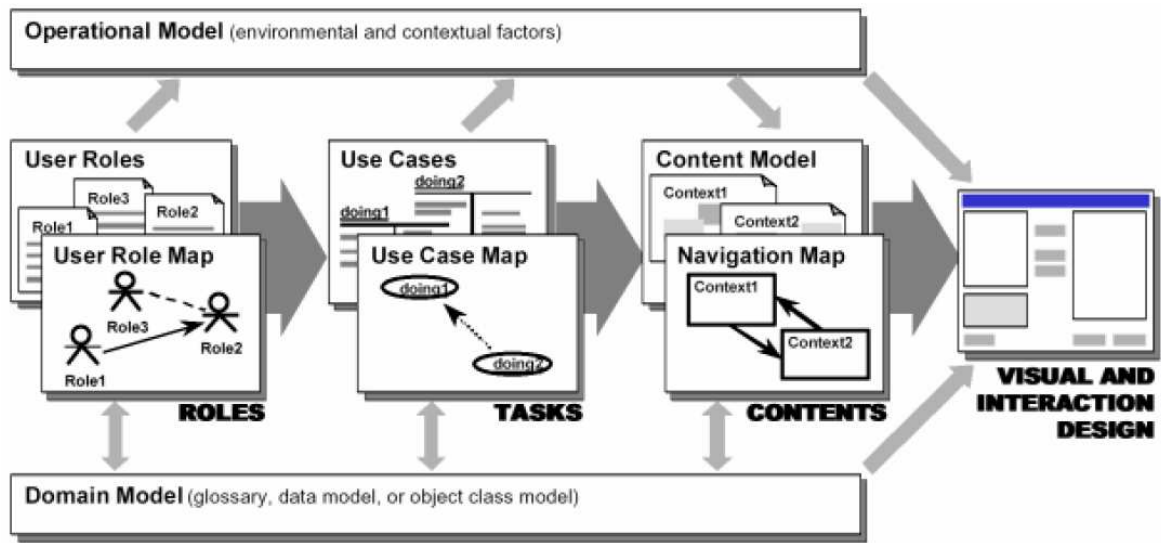 Operational Model (environmental and contextual factors)
User Roles
Role3
Role2
Role1
User Role Map
Role3
Role2
Role1
ROLES
Use Cases
doing2
doing1
Use Case Map
doing1
doing2
TASKS
Content Model
Context1
Context2
Navigation Map
Context1
Context2
CONTENTS
VISUAL AND
INTERACTION
DESIGN
Domain Model (glossary, data model, or object class model)